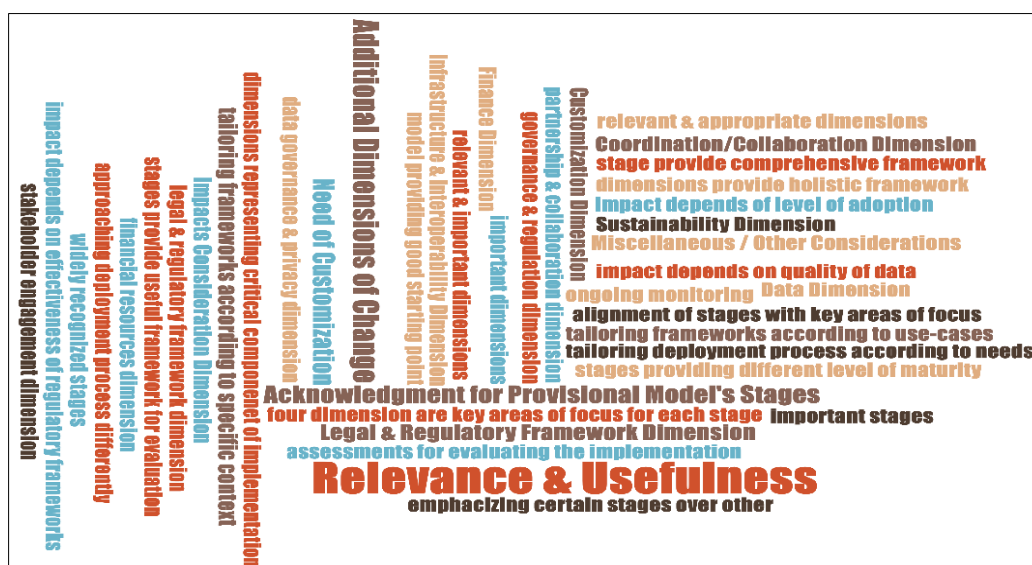 stakeholder engagement dimension
impact depends on effectiveness of regulatory frameworks
widely recognized stages
approaching deployment process differently
financial resources dimension
stages provide useful framework for evaluation
legal & regulatory framework dimension
Impacts Consideration Dimension
tailoring frameworks according to specific context
dimensions representing critical componenet of implementation
data governance & privacy dimension
Need of Customization
Additional Dimensions of Change
model providing good starting point
Infrastructure & Interoperability Dimension
relevant & important dimensions
Finance Dimension
important dimensions
governance & regulation dimension
partnership & collaboration dimension
Customization Dimension
relevant & appropriate dimensions
Coordination/Collaboration Dimension
stage provide comprehensive framework
dimensions provide holistic framework
Impact depends of level of adoption
Sustainability Dimension
Miscellaneous / Other Considerations
impact depends on quality of data
ongoing monitoring
Data Dimension
alignment of stages with key areas of focus
tailoring frameworks according to use-cases
tailoring deployment process according to needs
stages providing different level of maturity
Acknowledgment for Provisional Model's Stages
four dimension are key areas of focus for each stage
important stages
Legal & Regulatory Framework Dimension
assessments for evaluating the implementation
Relevance & Usefulness
emphacizing certain stages over other